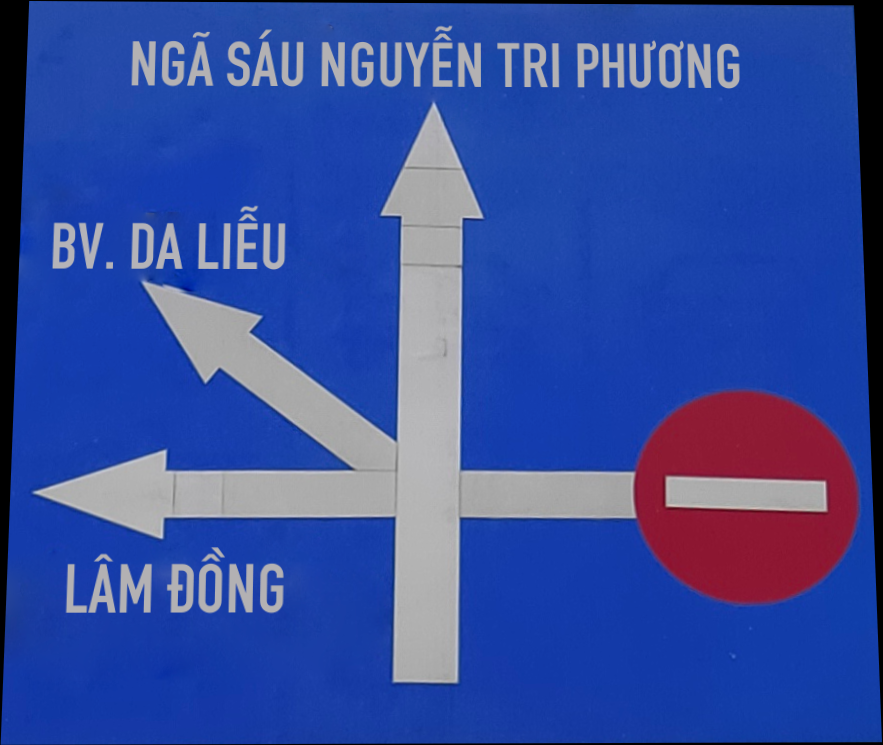 NGÃ SÁU NGUYỄN TRI PHƯƠNG
BV. DA LIỄU
LÂM ĐỒNG